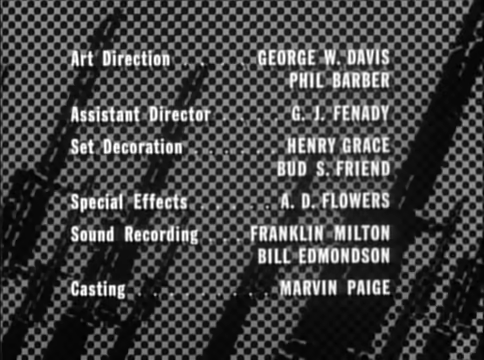 Art Direction . . . GEORGE W. DAVIS
PHIL BARBER
Assistant Director . . . . G. J. FENADY
Set Decoration . . . . . . HENRY GRACE
BUD S. FRIEND
Special Effects . . . . . A. D. FLOWERS
Sound Recording . . . FRANKLIN MILTON
BILL EDMONDSON
Casting . . . . . . . . . MARVIN PAIGE